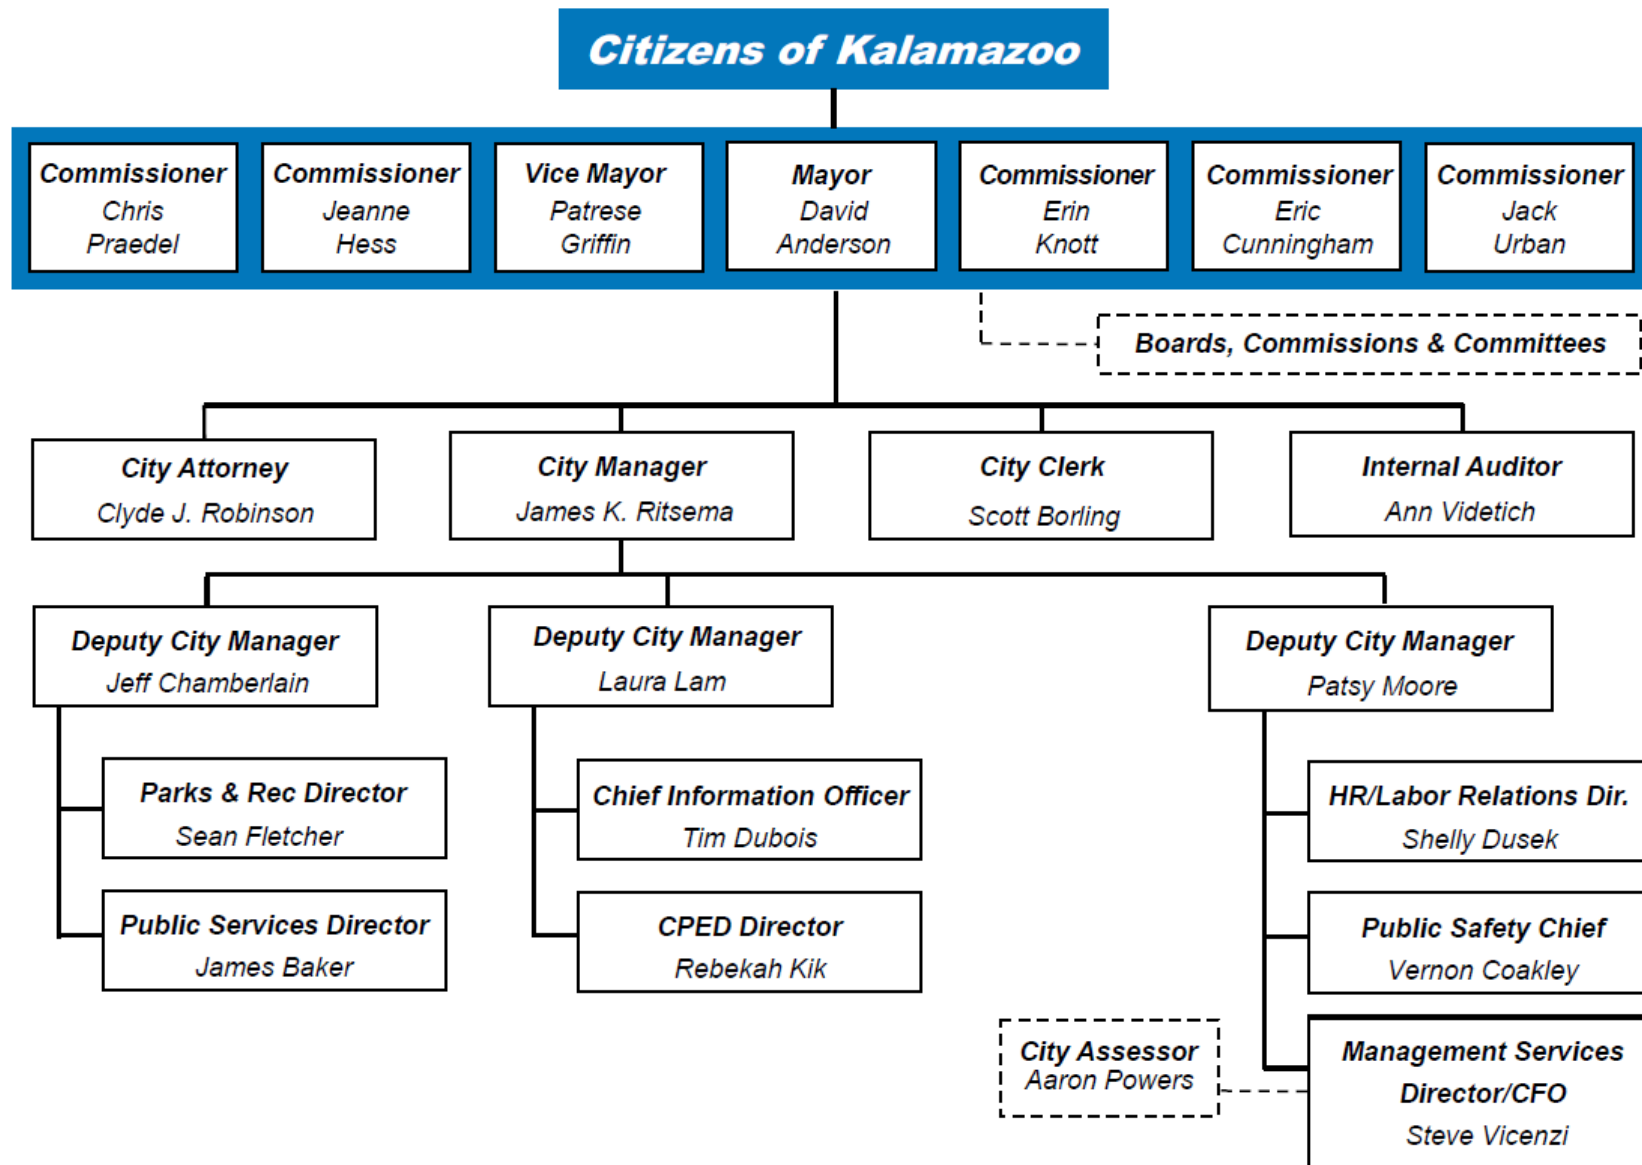 Citizens of Kalamazoo
Commissioner
Chris
Praedel
Commissioner
Jeanne
Hess
Vice Mayor
Patrese
Griffin
Mayor
David
Anderson
Commissioner
Erin
Knott
Commissioner
Eric
Cunningham
Commissioner
Jack
Urban
Boards, Commissions & Committees
City Attorney
Clyde J. Robinson
City Manager
James K. Ritsema
City Clerk
Scott Borling
Internal Auditor
Ann Videtich
Deputy City Manager
Jeff Chamberlain
Deputy City Manager
Laura Lam
Deputy City Manager
Patsy Moore
Parks & Rec Director
Sean Fletcher
Public Services Director
James Baker
Chief Information Officer
Tim Dubois
CPED Director
Rebekah Kik
HR/Labor Relations Dir.
Shelly Dusek
Public Safety Chief
Vernon Coakley
City Assessor
Aaron Powers
Management Services
Director/CFO
Steve Vicenzi